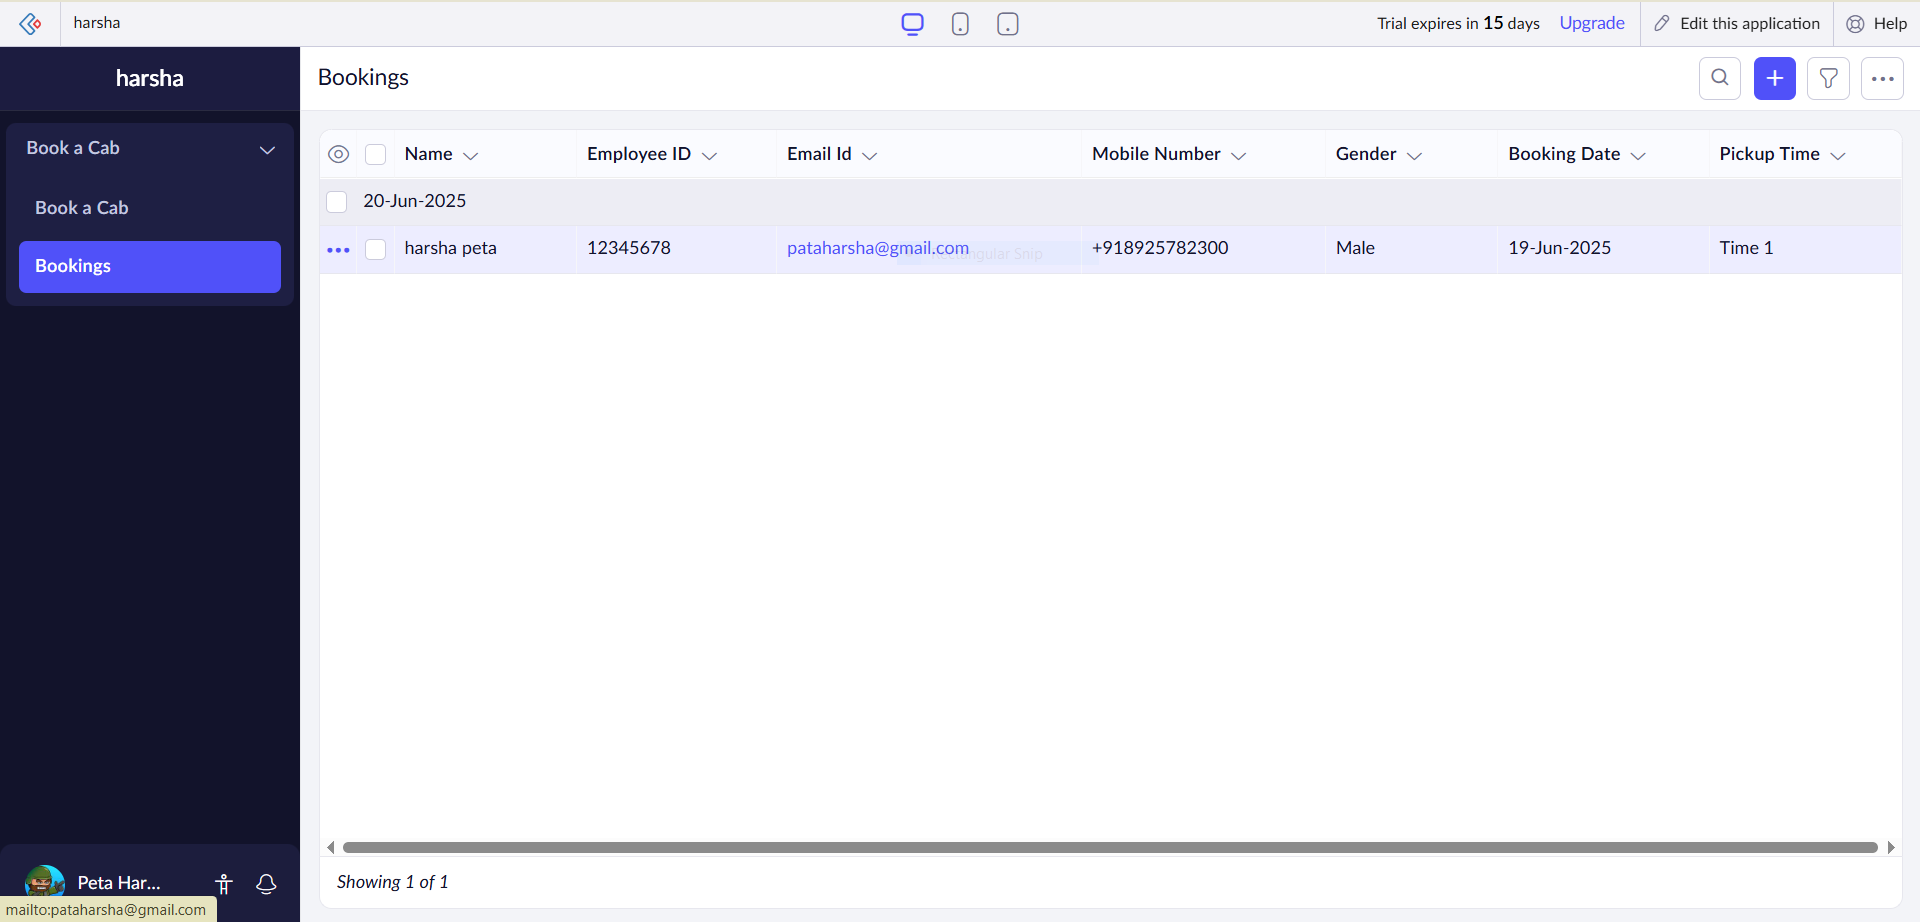 harsha
Trial expires in 15 days Upgrade Edit this application Help
harsha
Bookings
Book a Cab
Book a Cab
Bookings
Name Employee ID Email Id Mobile Number Gender Booking Date Pickup Time
20-Jun-2025
harsha peta 12345678 pataharsha@gmail.com +918925782300 Male 19-Jun-2025 Time 1
Rectangular Snip
Showing 1 of 1
Peta Har...
mailto:pataharsha@gmail.com